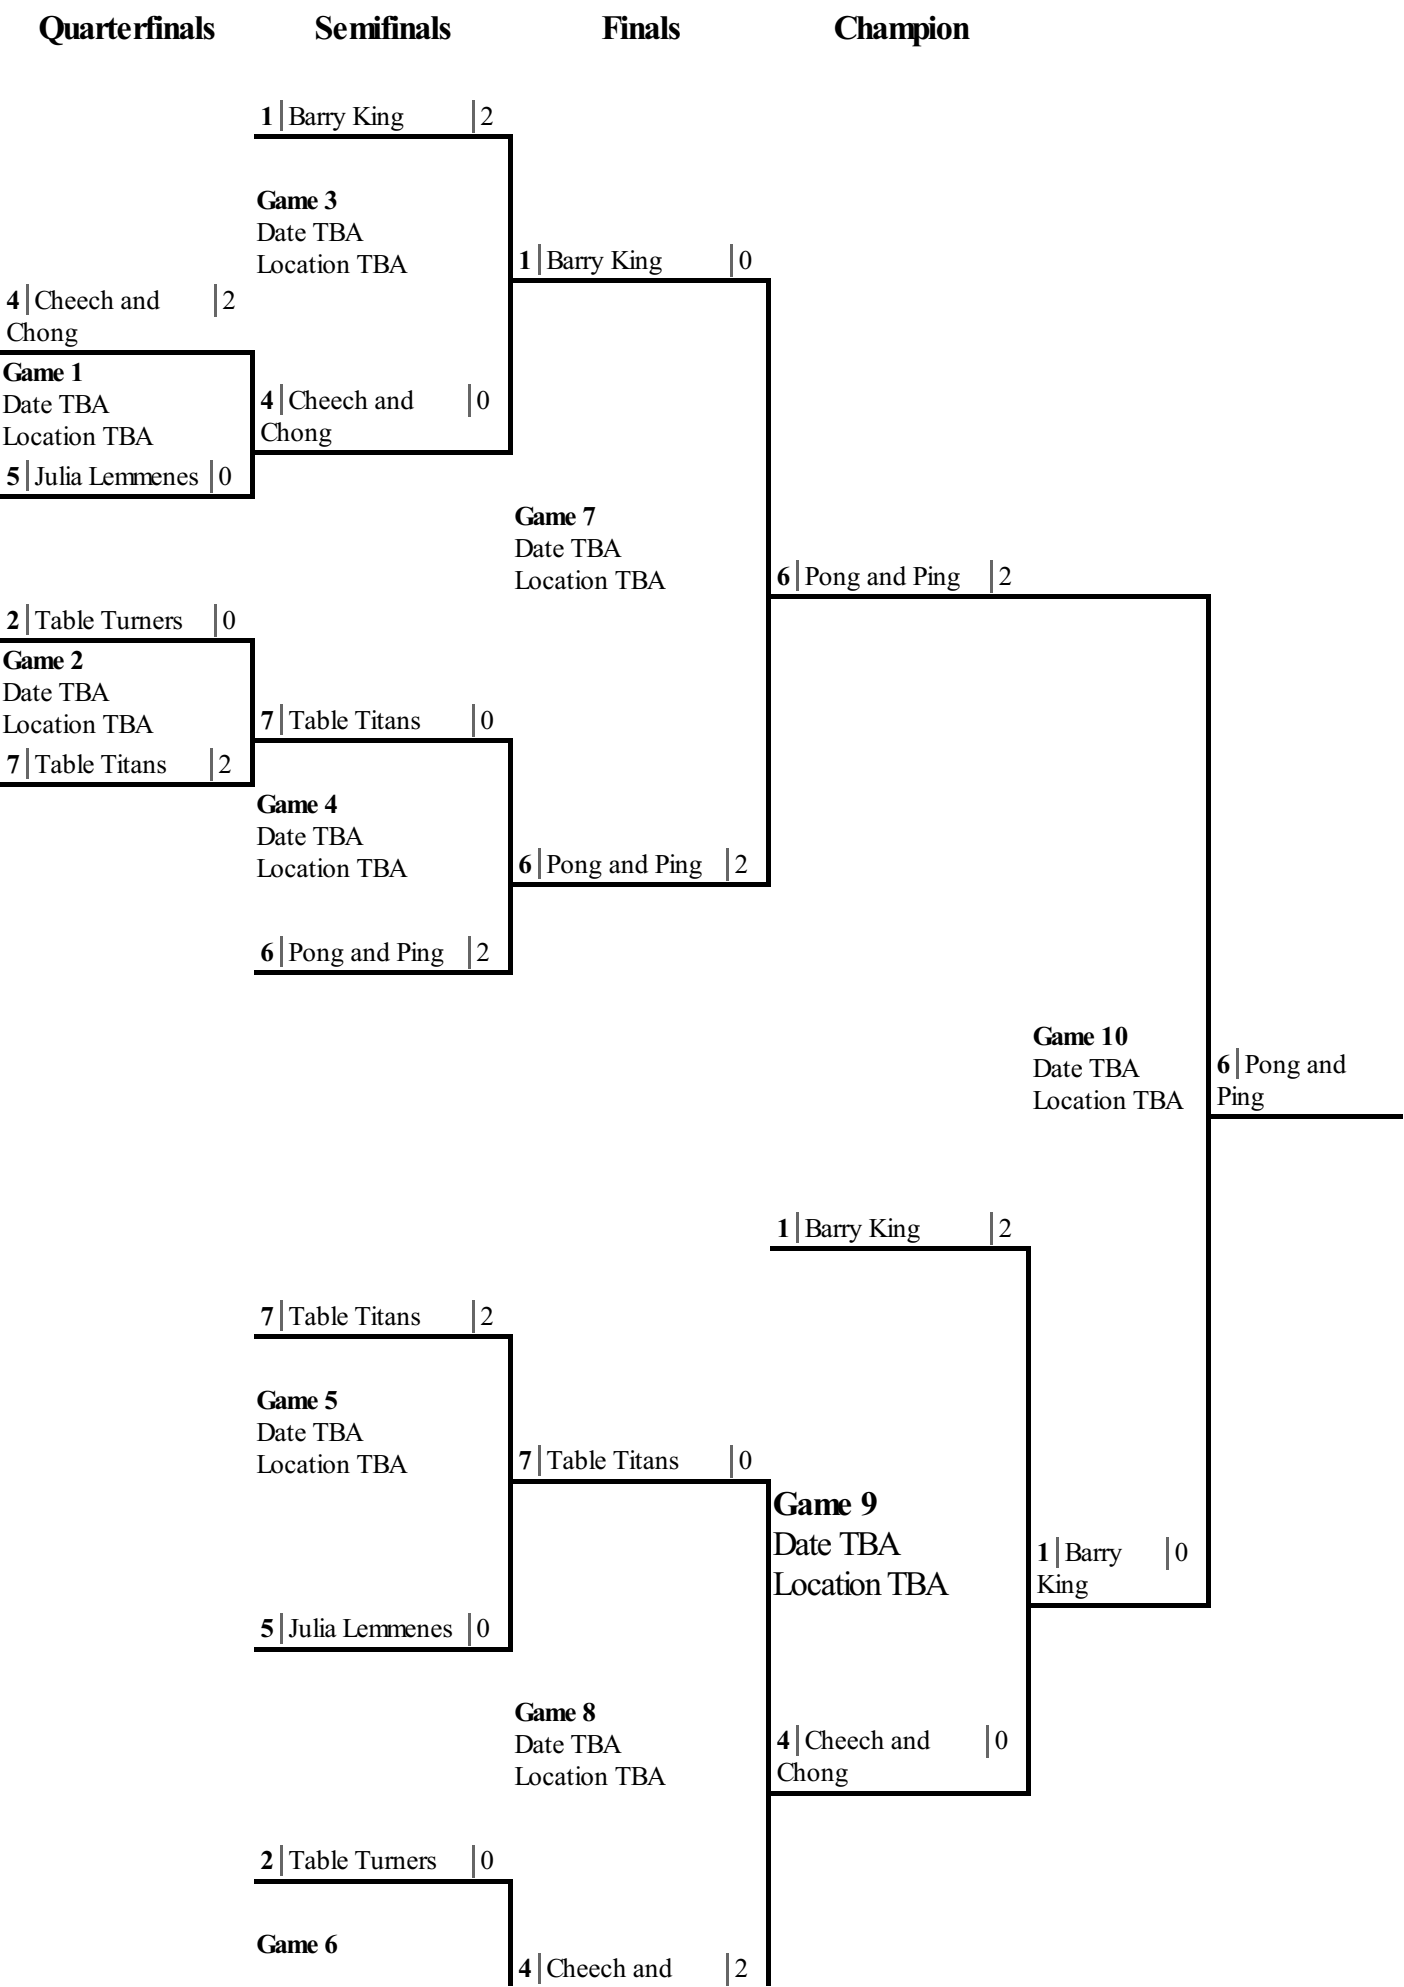 Quarterfinals Semifinals Finals Champion
1 Barry King 2
Game 3
Date TBA
Location TBA
1 Barry King 0
4 Cheech and 2
Chong
Game 1
Date TBA
Location TBA
4 Cheech and 0
Chong
5 Julia Lemmenes 0
Game 7
Date TBA
Location TBA
6 Pong and Ping 2
2 Table Turners 0
Game 2
Date TBA
Location TBA
7 Table Titans 0
7 Table Titans 2
Game 4
Date TBA
Location TBA
6 Pong and Ping 2
6 Pong and Ping 2
Game 10
Date TBA
Location TBA
6 Pong and
Ping
1 Barry King 2
7 Table Titans 2
Game 5
Date TBA
Location TBA
7 Table Titans 0
Game 9
Date TBA
Location TBA
1 Barry 0
King
5 Julia Lemmenes 0
Game 8
Date TBA
Location TBA
4 Cheech and 0
Chong
2 Table Turners 0
Game 6
4 Cheech and 2